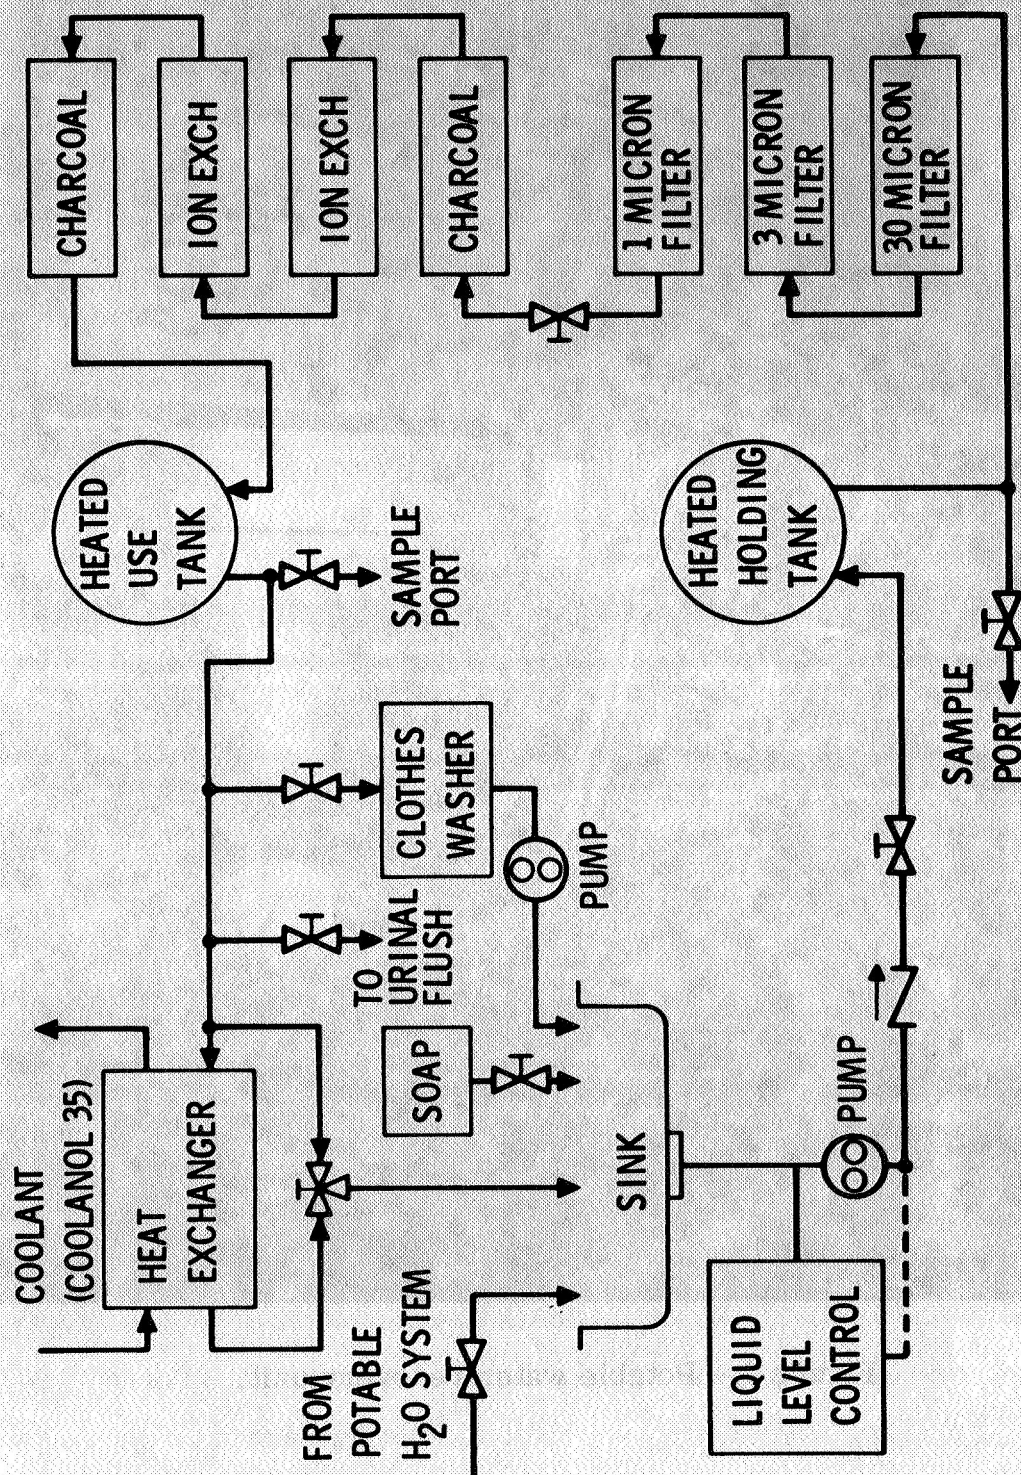 COOLANT
(COOLANOL 35)
HEAT
EXCHANGER
HEATED
USE
TANK
CHARCOAL
ION EXCH
ION EXCH
CHARCOAL
FROM
POTABLE
H₂O SYSTEM
SOAP
TO
URINAL
FLUSH
CLOTHES
WASHER
SAMPLE
PORT
PUMP
SINK
1 MICRON
FILTER
LIQUID
LEVEL
CONTROL
PUMP
HEATED
HOLDING
TANK
3 MICRON
FILTER
30 MICRON
FILTER
SAMPLE
PORT